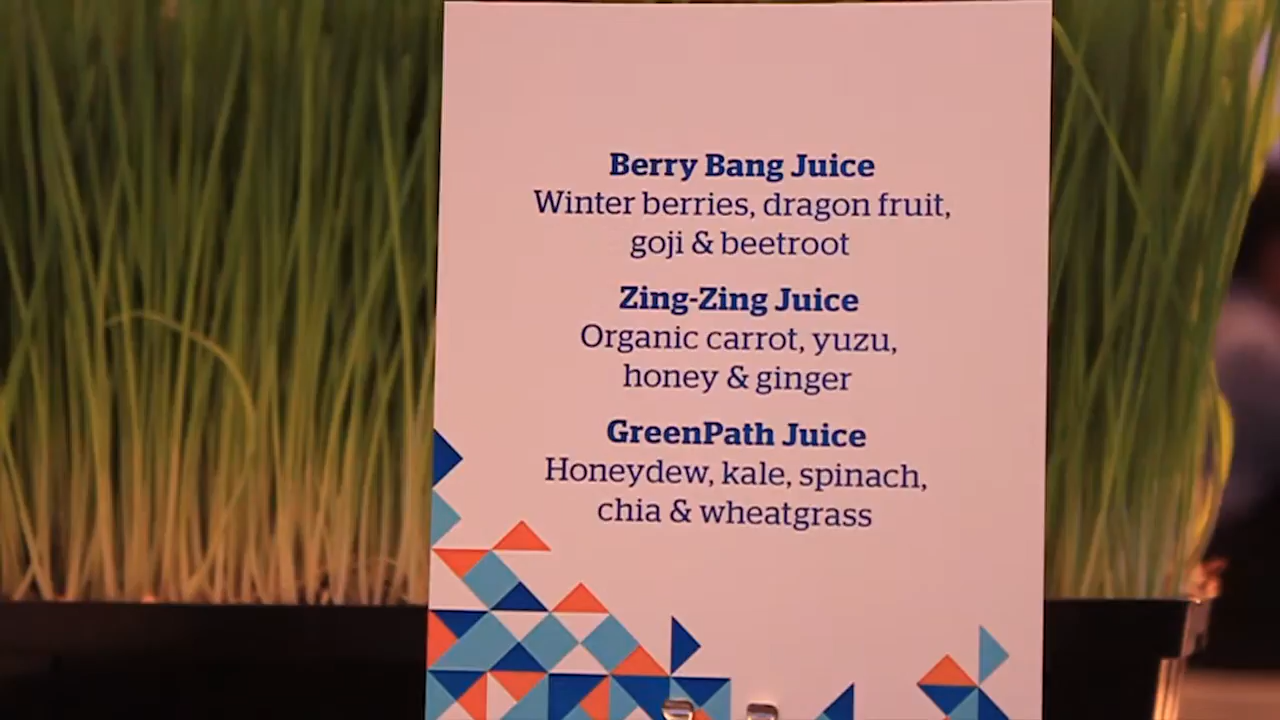 Berry Bang Juice
Winter berries, dragon fruit,
goji & beetroot
Zing-Zing Juice
Organic carrot, yuzu,
honey & ginger
GreenPath Juice
Honeydew, kale, spinach,
chia & wheatgrass